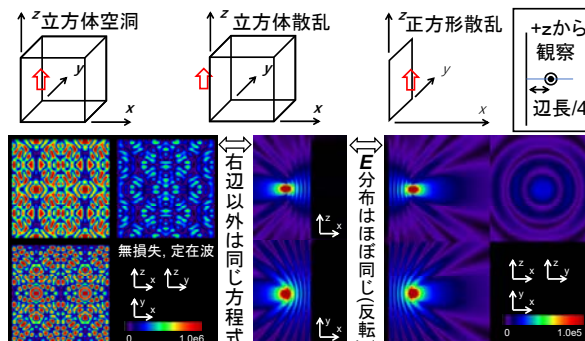 z 立方体空洞
y
x
z 立方体散乱
y
x
z 正方形散乱
y
x
+zから
観察
辺長/4
右辺以外は同じ方程式
E分布はほぼ同じ(反転
無損失, 定在波
z
x
z
y
y
x
0
1.0e6
z
x
y
x
z
x
z
y
y
x
0
1.0e5